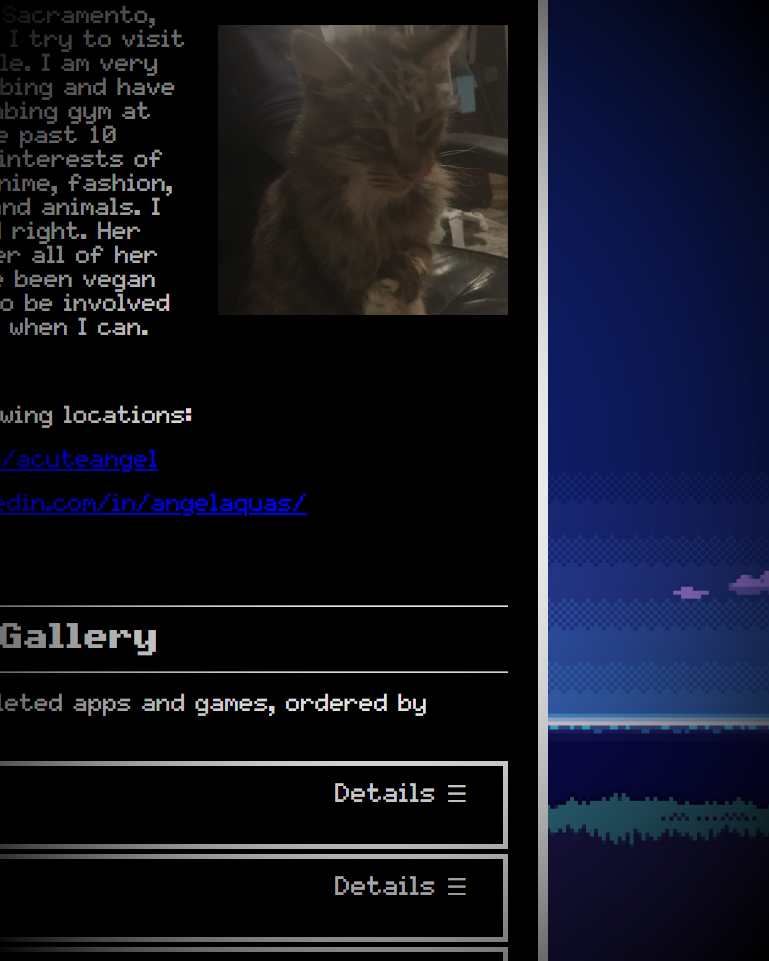 Sacramento,
I try to visit
le. I am very
bing and have
bing gym at
e past 10
interests of
nime, fashion,
and animals. I
right. Her
er all of her
e been vegan
o be involved
when I can.
wing locations:
/acuteangel
edin.com/in/angelaquas/
Gallery
leted apps and games, ordered by
Details ☰
Details ☰